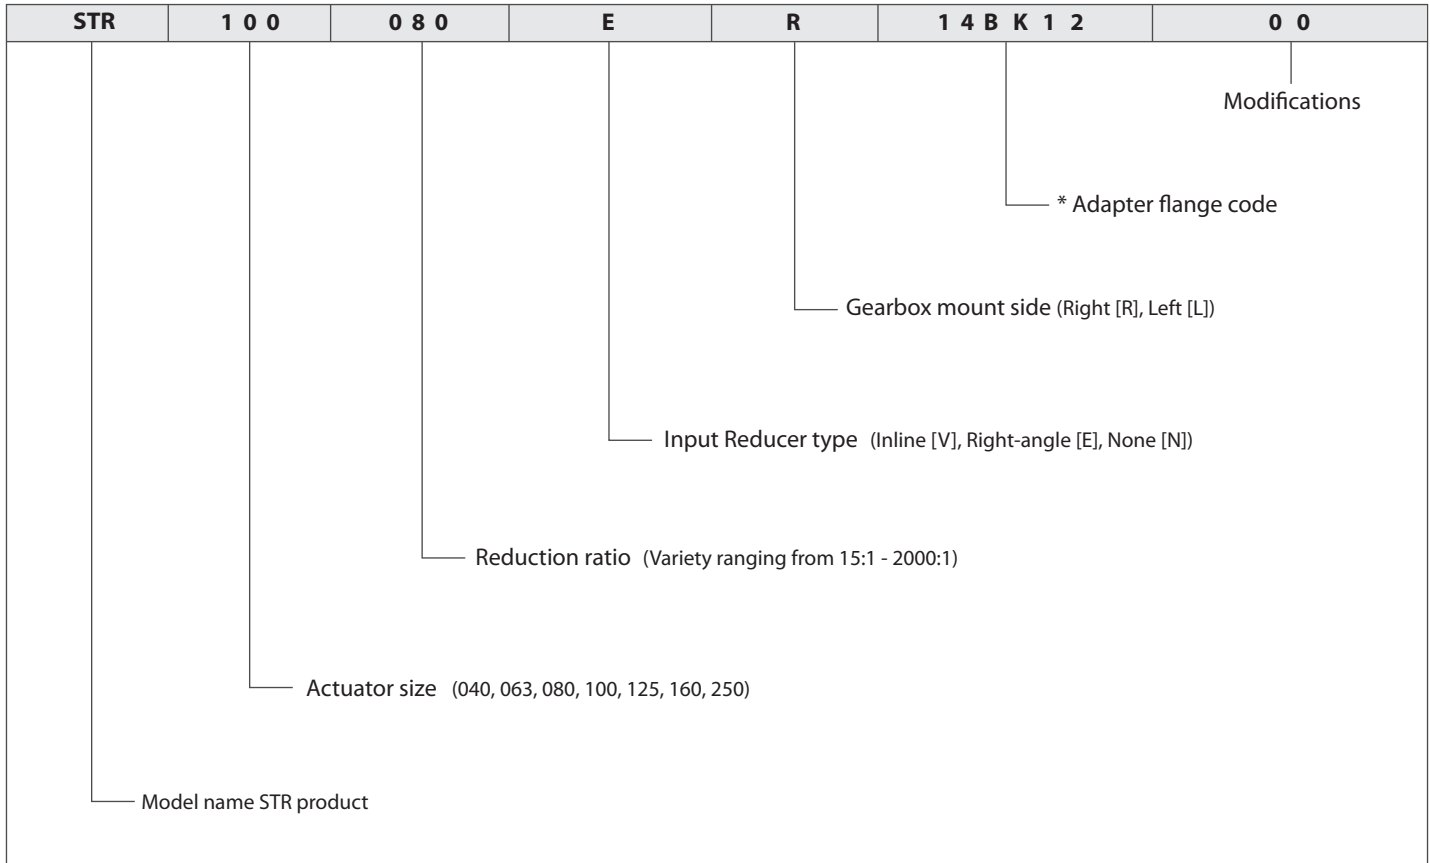 STR 1 0 0 0 8 0 E R 1 4 B K 1 2 0 0
Modifications
* Adapter flange code
Gearbox mount side (Right [R], Left [L])
Input Reducer type (Inline [V], Right-angle [E], None [N])
Reduction ratio (Variety ranging from 15:1 - 2000:1)
Actuator size (040, 063, 080, 100, 125, 160, 250)
Model name STR product